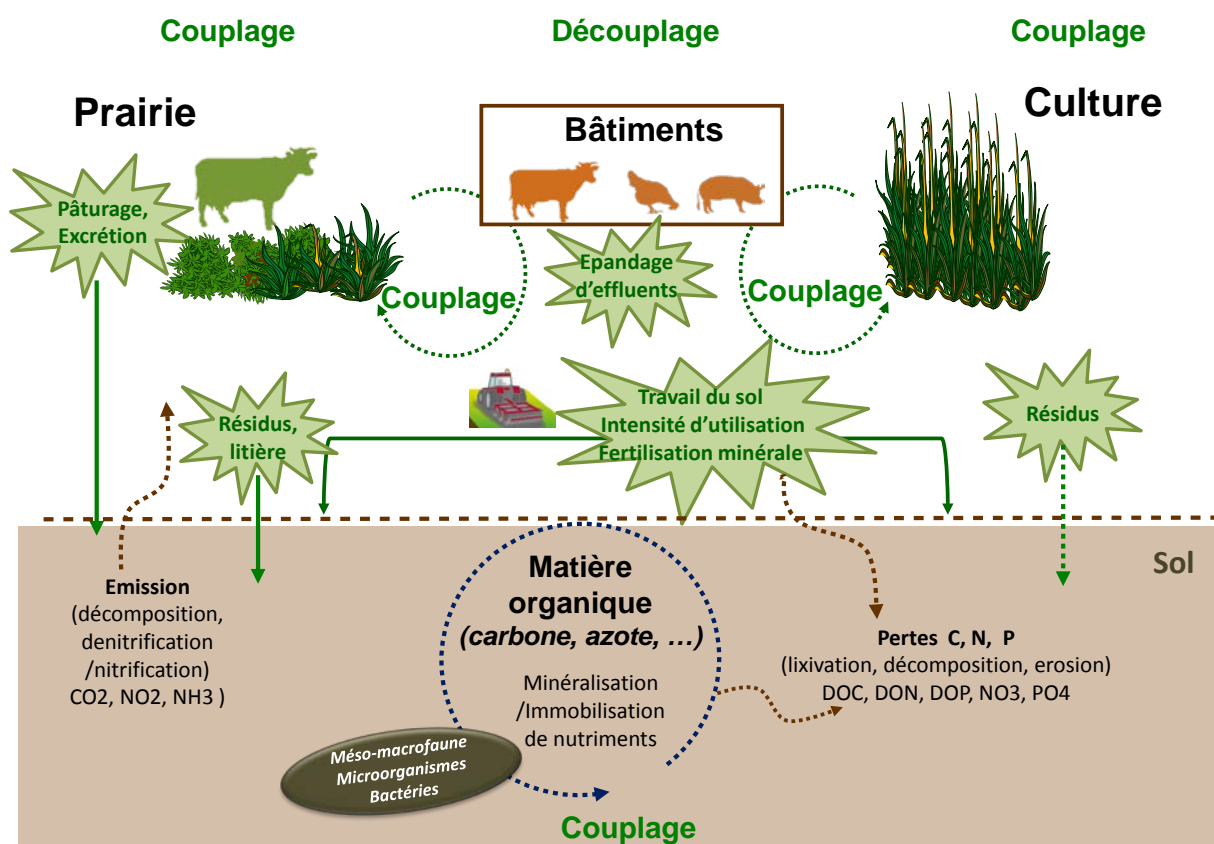 Couplage
Découplage
Couplage
Prairie
Bâtiments
Culture
Pâturage,
Excrétion
Epandage
d'effluents
Couplage
Couplage
Travail du sol
Intensité d'utilisation
Fertilisation minérale
Résidus,
litière
Résidus
Sol
Emission
(décomposition,
denitrification
/nitrification)
CO2, NO2, NH3 )
Matière
organique
(carbone, azote, …)
Minéralisation
/Immobilisation
de nutriments
Pertes C, N, P
(lixivation, décomposition, erosion)
DOC, DON, DOP, NO3, PO4
Méso-macrofaune
Microorganismes
Bactéries
Couplage